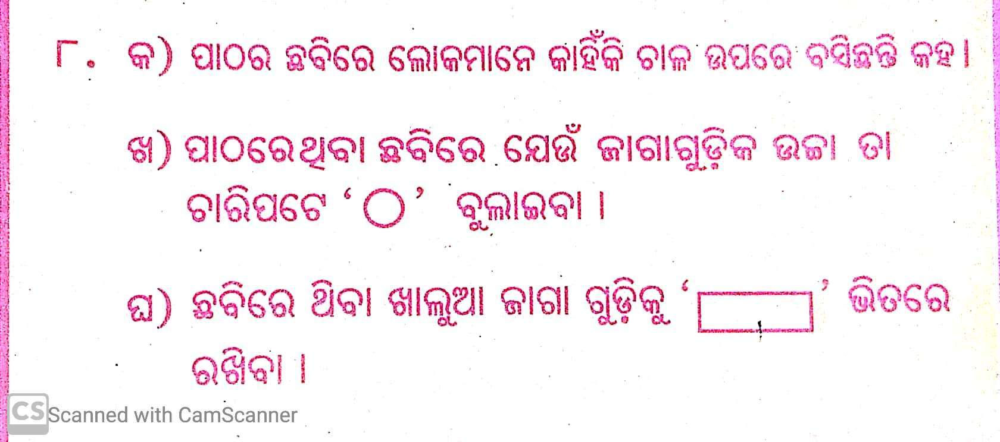 ୮. କ) ପାଠର ଛବିରେ ଲୋକମାନେ କାହିଁକି ଚାଳ ଉପରେ ବସିଛନ୍ତି କହ।
ଖ) ପାଠରେଥିବା ଛବିରେ ଯେଉଁ ଜାଗାଗୁଡ଼ିକ ଉଚ୍ଚା ତା
ଚାରିପଟେ ‘ ○ ’ ବୁଲାଇବା।
ଘ) ଛବିରେ ଥିବା ଖାଲୁଆ ଜାଗା ଗୁଡ଼ିକୁ ‘ ▭ ’ ଭିତରେ
ରଖିବା।
CS Scanned with CamScanner